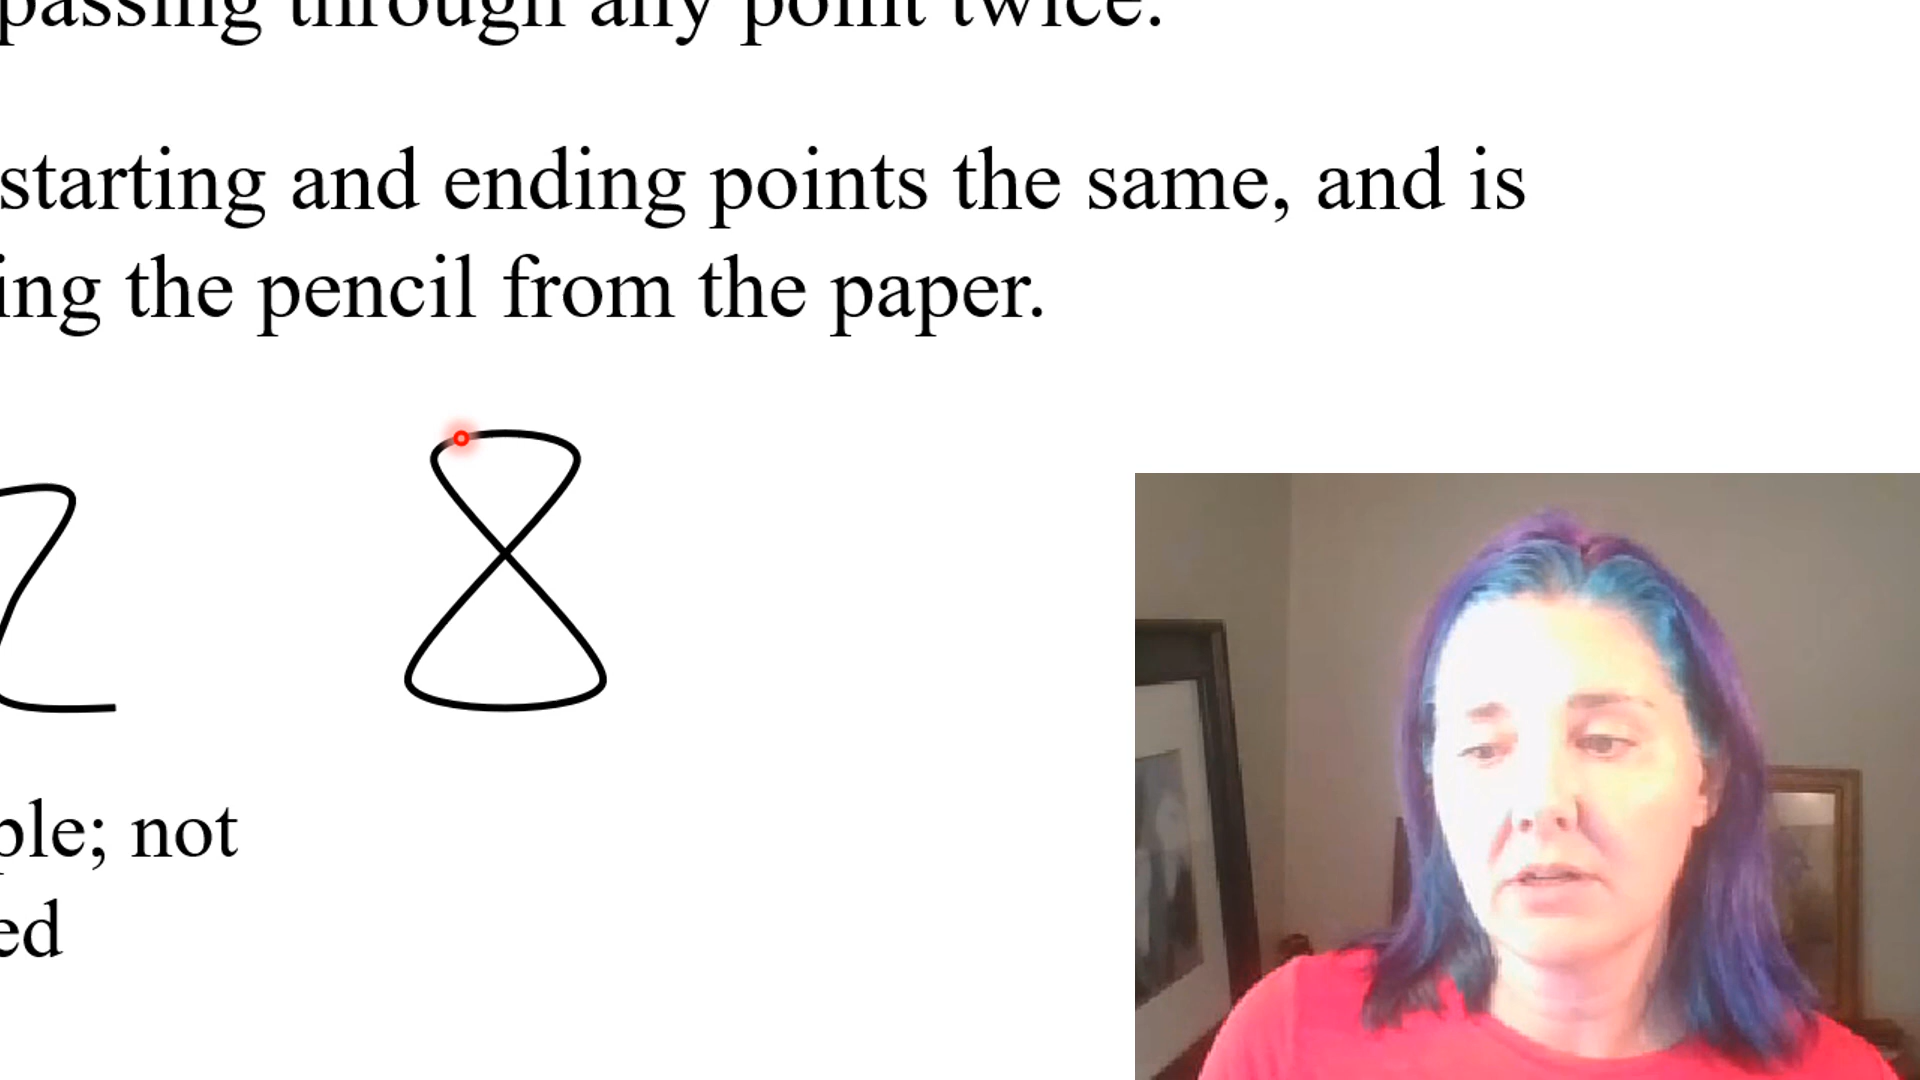 passing through any point twice.
starting and ending points the same, and is
ing the pencil from the paper.
ple; not
ed